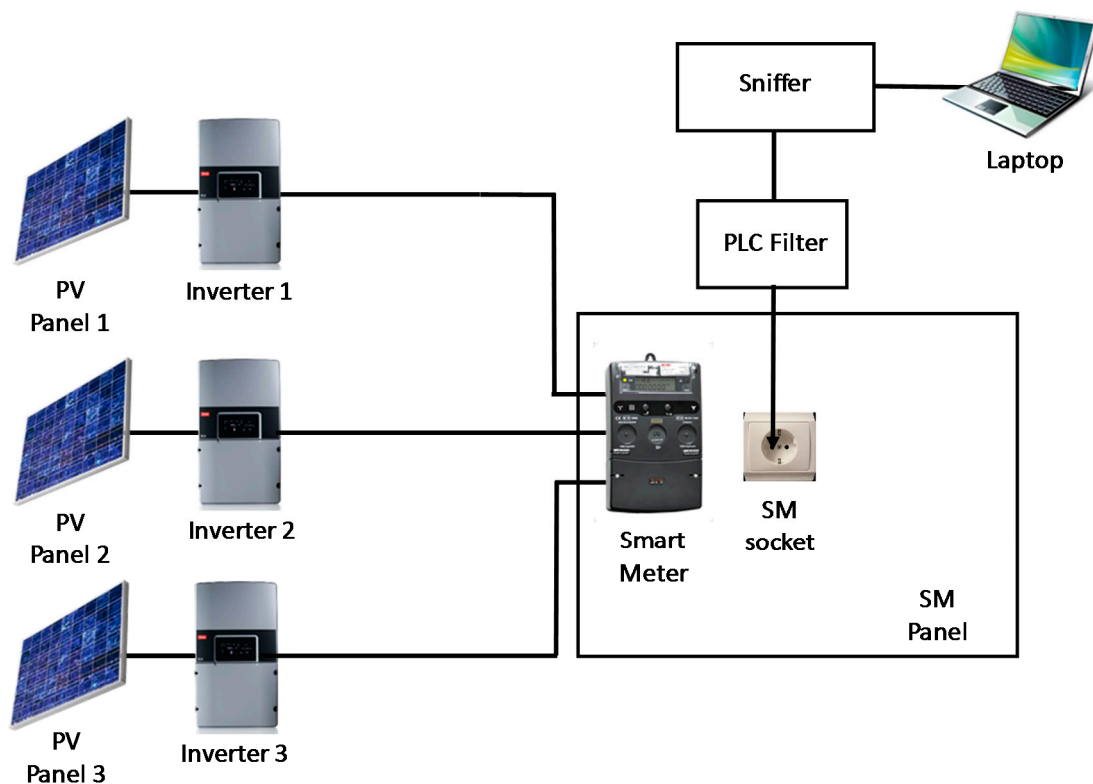 Sniffer
Laptop
PLC Filter
PV
Panel 1
Inverter 1
PV
Panel 2
Inverter 2
Smart
Meter
SM
socket
SM
Panel
PV
Panel 3
Inverter 3